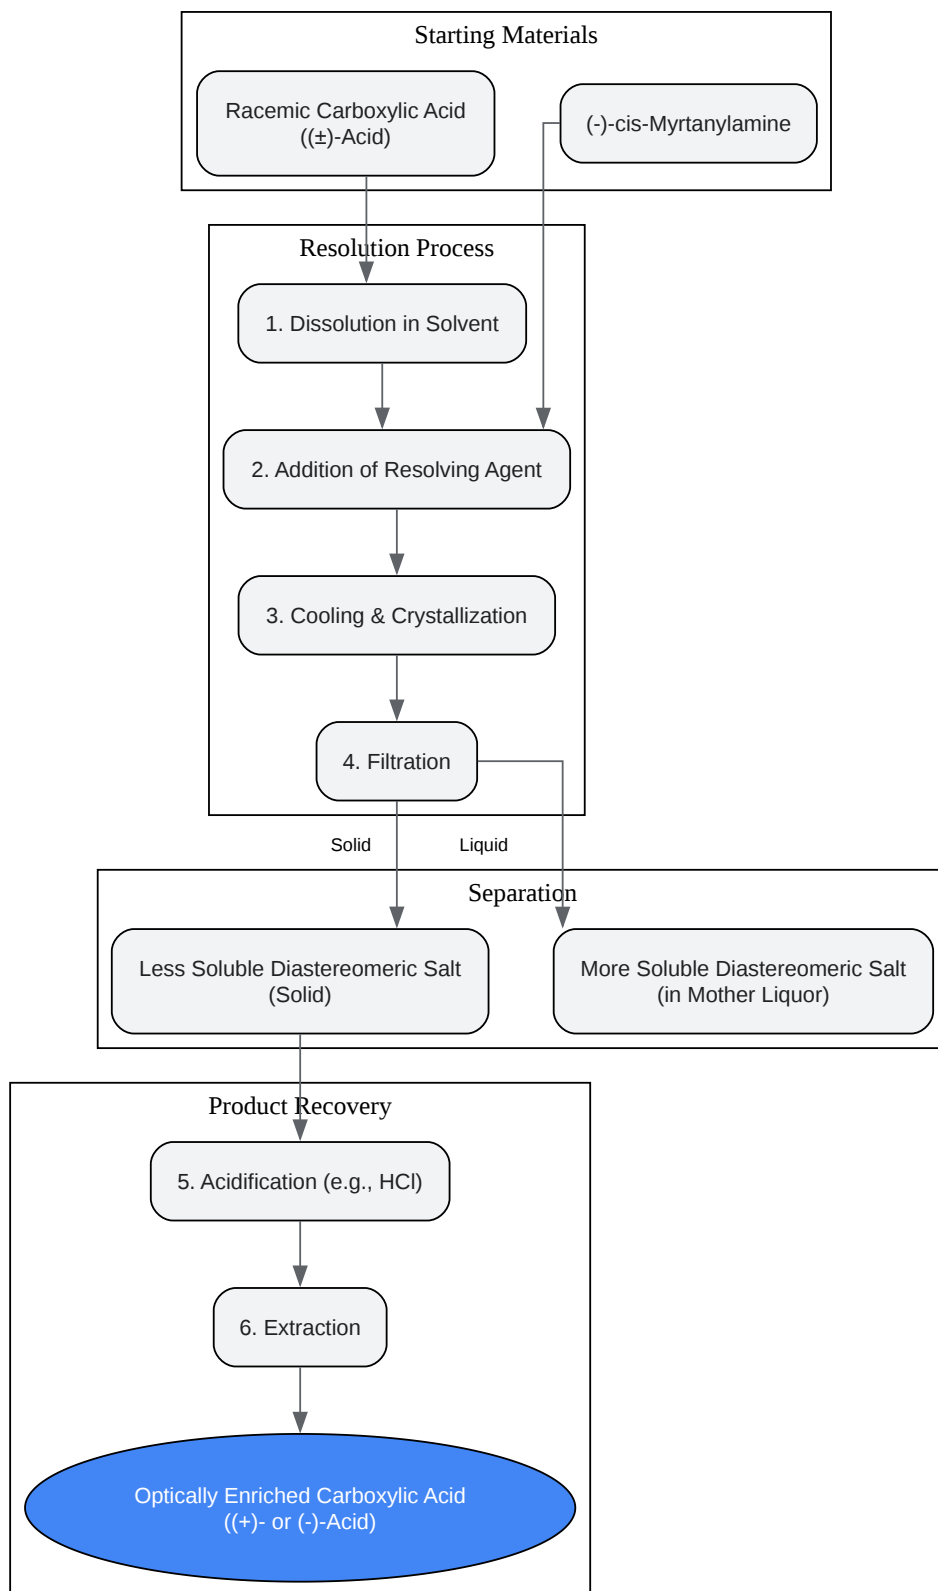 Starting Materials
Racemic Carboxylic Acid
((±)-Acid)
(-)-cis-Myrtanylamine
Resolution Process
1. Dissolution in Solvent
2. Addition of Resolving Agent
3. Cooling & Crystallization
4. Filtration
Solid
Liquid
Separation
Less Soluble Diastereomeric Salt
(Solid)
More Soluble Diastereomeric Salt
(in Mother Liquor)
Product Recovery
5. Acidification (e.g., HCl)
6. Extraction
Optically Enriched Carboxylic Acid
((+)- or (-)-Acid)